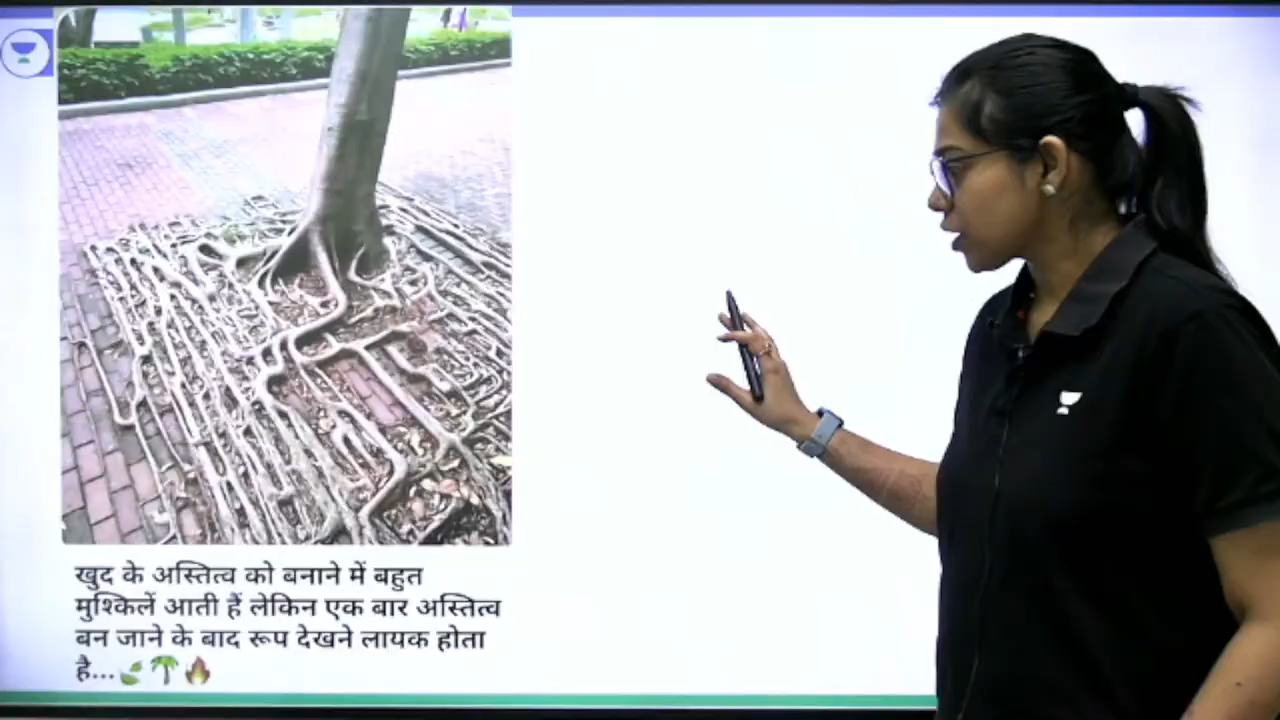 खुद के अस्तित्व को बनाने में बहुत
मुश्किलें आती हैं लेकिन एक बार अस्तित्व
बन जाने के बाद रूप देखने लायक होता
है...🍃🌴🔥